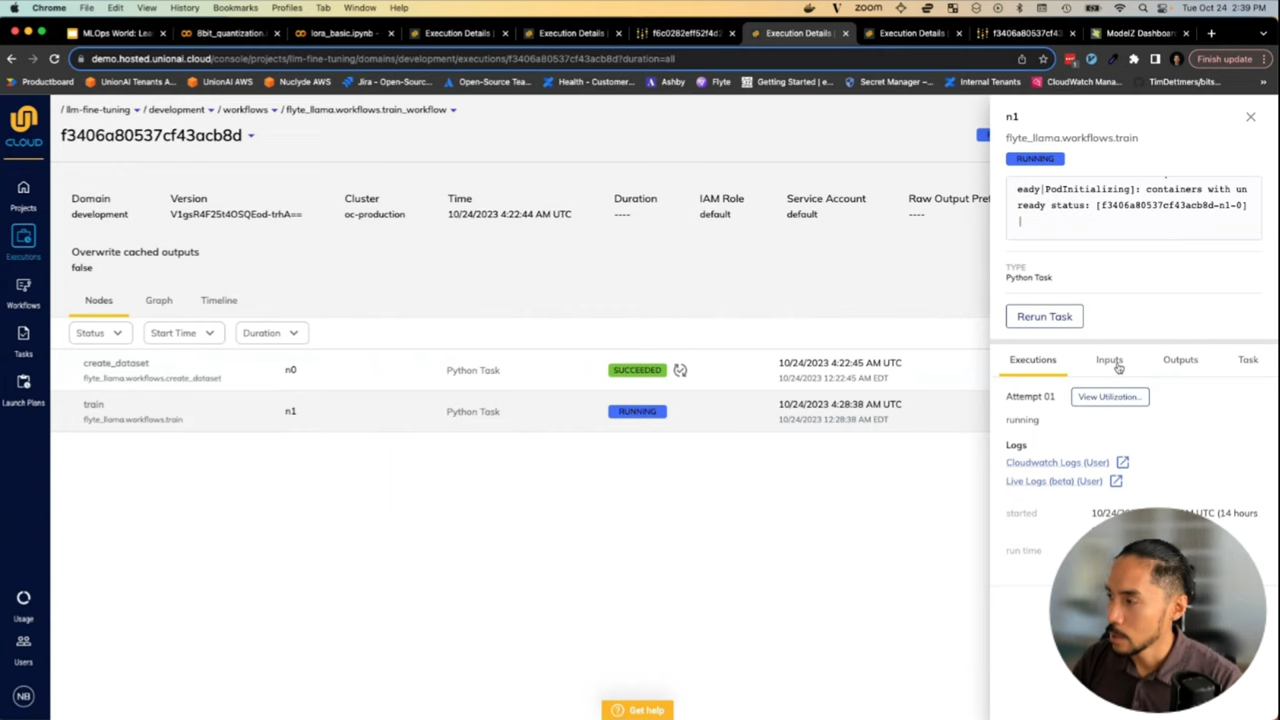 Chrome File Edit View History Bookmarks Profiles Tab Window Help
zoom
Tue Oct 24 2:39 PM
MLOps World: Lea
8bit_quantization.
lora_basic.ipynb -
Execution Details |
Execution Details |
f6c0282eff52f4d2
Execution Details |
Execution Details |
f3406a80537cf43
ModelZ Dashboard
demo.hosted.unionai.cloud/console/projects/llm-fine-tuning/domains/development/executions/f3406a80537cf43acb8d?duration=all
Finish update
Productboard
UnionAI Tenants A...
UnionAI AWS
Nuclyde AWS
Jira - Open-Sourc...
Open-Source Tea...
Health - Customer...
Ashby
Flyte
Getting Started | e...
Secret Manager -...
Internal Tenants
CloudWatch Mana...
TimDettmers/bits...
CLOUD
Projects
Executions
Workflows
Tasks
Launch Plans
Usage
Users
NB
/ llm-fine-tuning / development / workflows / flyte_llama.workflows.train_workflow
f3406a80537cf43acb8d
Domain Version Cluster Time Duration IAM Role Service Account Raw Output Pref
development V1gsR4F25t4OSQEod-trhA== oc-production 10/24/2023 4:22:44 AM UTC ---- default default ----
Overwrite cached outputs
false
Nodes Graph Timeline
Status Start Time Duration
create_dataset n0 Python Task SUCCEEDED 10/24/2023 4:22:45 AM UTC
flyte_llama.workflows.create_dataset 10/24/2023 12:22:45 AM EDT
train n1 Python Task RUNNING 10/24/2023 4:28:38 AM UTC
flyte_llama.workflows.train 10/24/2023 12:28:38 AM EDT
Get help
n1
flyte_llama.workflows.train
RUNNING
eady|PodInitializing]: containers with un
ready status: [f3406a80537cf43acb8d-n1-0]
|
TYPE
Python Task
Rerun Task
Executions Inputs Outputs Task
Attempt 01 View Utilization...
running
Logs
Cloudwatch Logs (User)
Live Logs (beta) (User)
started 10/24/ UTC (14 hours
run time